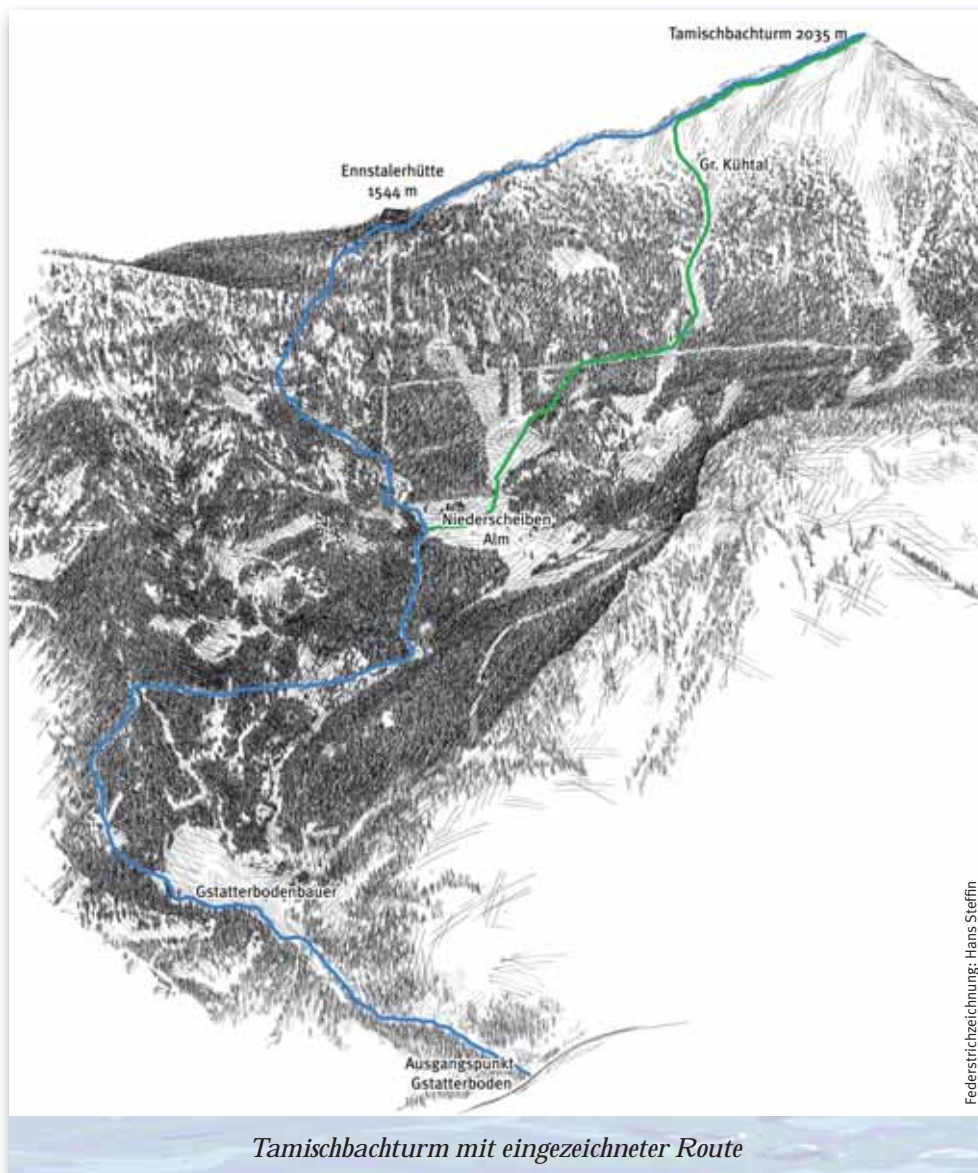 Tamischbachturm 2035 m
Gr. Kühtal
Ennstalerhütte
1544 m
Niederscheiben
Alm
Gstatterbodenbauer
Ausgangspunkt
Gstatterboden
Federstrichzeichnung: Hans Steffin
Tamischbachturm mit eingezeichneter Route